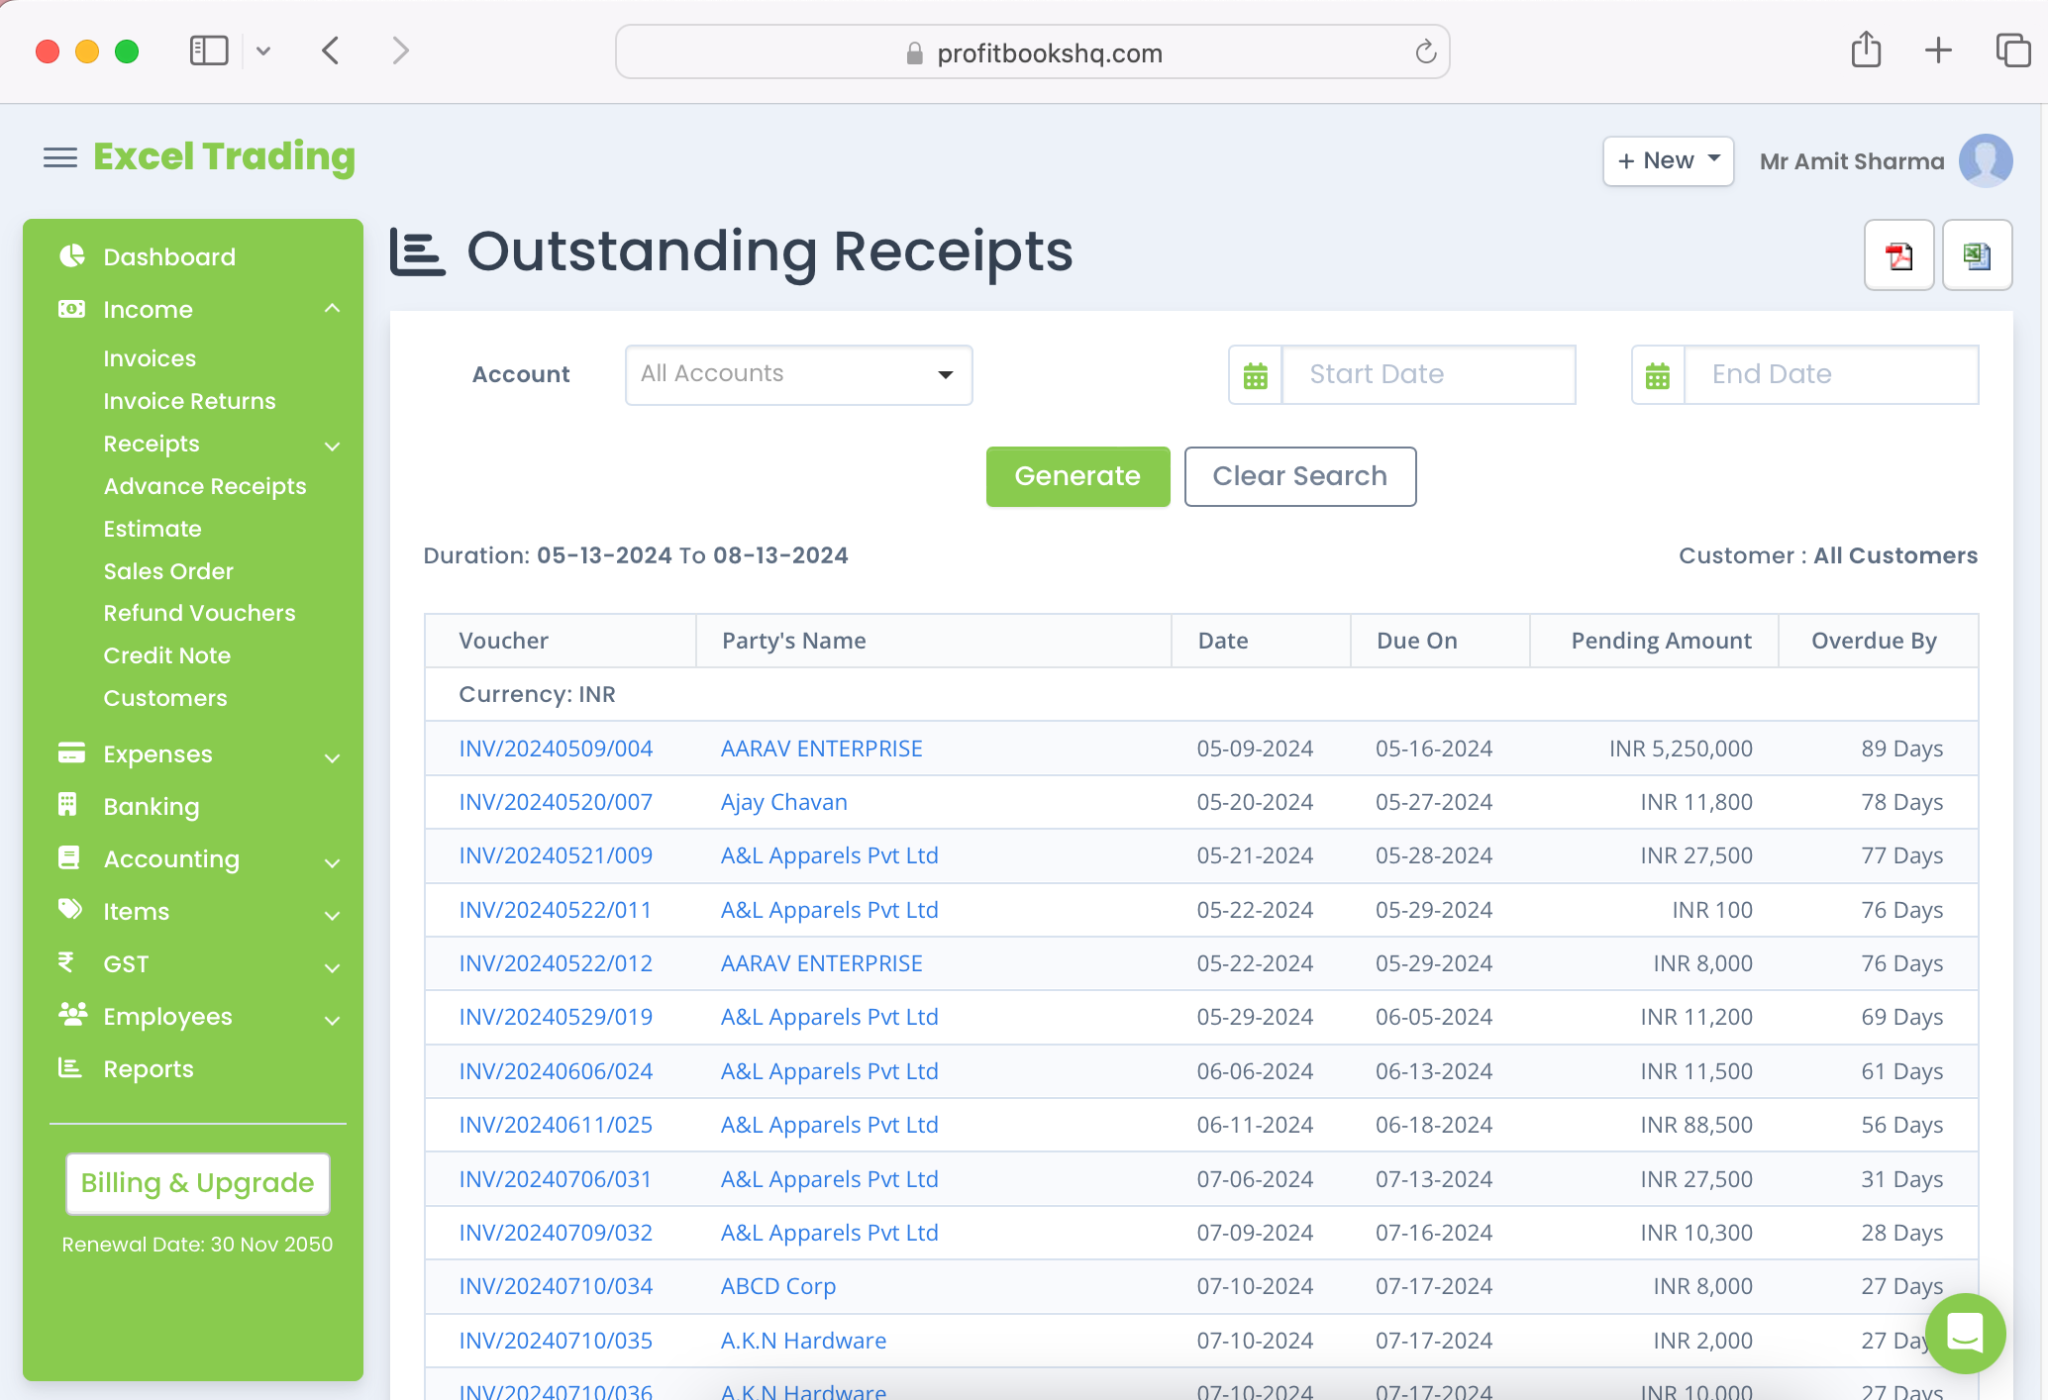 profitbookshq.com
Excel Trading
+ New
Mr Amit Sharma
Dashboard
Income
Invoices
Invoice Returns
Receipts
Advance Receipts
Estimate
Sales Order
Refund Vouchers
Credit Note
Customers
Expenses
Banking
Accounting
Items
GST
Employees
Reports
Billing & Upgrade
Renewal Date: 30 Nov 2050
Outstanding Receipts
Account All Accounts Start Date End Date
Generate Clear Search
Duration: 05-13-2024 To 08-13-2024 Customer : All Customers
Voucher Party's Name Date Due On Pending Amount Overdue By
Currency: INR
INV/20240509/004 AARAV ENTERPRISE 05-09-2024 05-16-2024 INR 5,250,000 89 Days
INV/20240520/007 Ajay Chavan 05-20-2024 05-27-2024 INR 11,800 78 Days
INV/20240521/009 A&L Apparels Pvt Ltd 05-21-2024 05-28-2024 INR 27,500 77 Days
INV/20240522/011 A&L Apparels Pvt Ltd 05-22-2024 05-29-2024 INR 100 76 Days
INV/20240522/012 AARAV ENTERPRISE 05-22-2024 05-29-2024 INR 8,000 76 Days
INV/20240529/019 A&L Apparels Pvt Ltd 05-29-2024 06-05-2024 INR 11,200 69 Days
INV/20240606/024 A&L Apparels Pvt Ltd 06-06-2024 06-13-2024 INR 11,500 61 Days
INV/20240611/025 A&L Apparels Pvt Ltd 06-11-2024 06-18-2024 INR 88,500 56 Days
INV/20240706/031 A&L Apparels Pvt Ltd 07-06-2024 07-13-2024 INR 27,500 31 Days
INV/20240709/032 A&L Apparels Pvt Ltd 07-09-2024 07-16-2024 INR 10,300 28 Days
INV/20240710/034 ABCD Corp 07-10-2024 07-17-2024 INR 8,000 27 Days
INV/20240710/035 A.K.N Hardware 07-10-2024 07-17-2024 INR 2,000 27 Day
INV/20240710/036 A.K.N Hardware 07-10-2024 07-17-2024 INR 10,000 27 Days